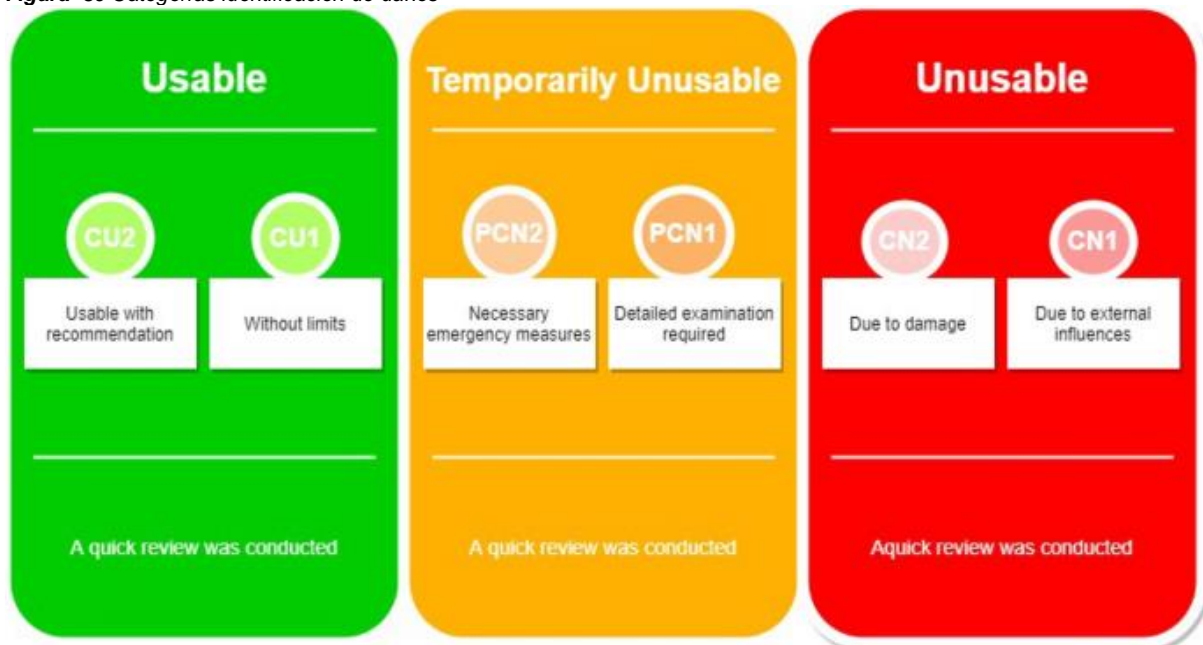 Usable
Temporarily Unusable
Unusable
CU2
CU1
PCN2
PCN1
CN2
CN1
Usable with
recommendation
Without limits
Necessary
emergency measures
Detailed examination
required
Due to damage
Due to external
influences
A quick review was conducted
A quick review was conducted
Aquick review was conducted